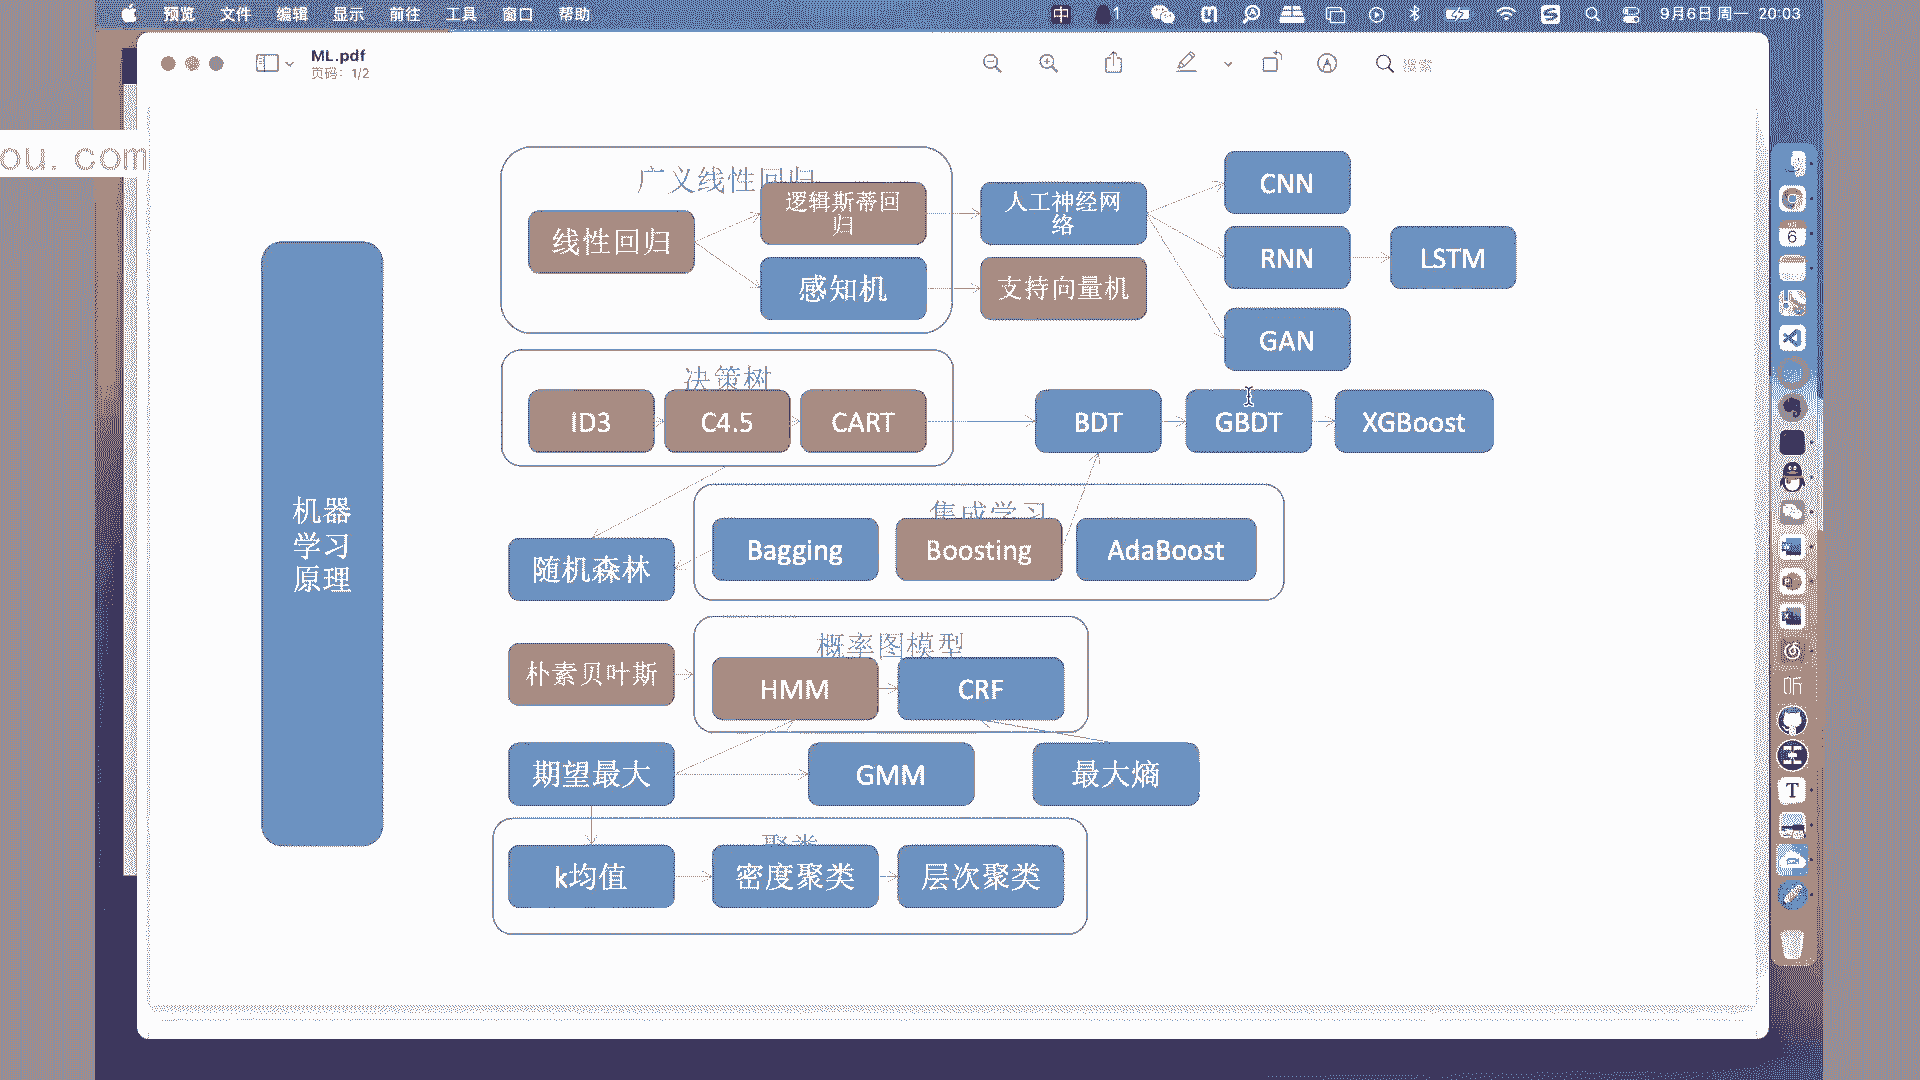 预览 文件 编辑 显示 前往 工具 窗口 帮助
中 1 9月6日 周一 20:03
ML.pdf
页码：1/2
搜索
ou. com
广义线性回归
线性回归
逻辑斯蒂回
归
感知机
人工神经网
络
支持向量机
CNN
RNN
LSTM
GAN
决策树
ID3
C4.5
CART
BDT
GBDT
XGBoost
机器
学习
原理
集成学习
Bagging
Boosting
AdaBoost
随机森林
朴素贝叶斯
概率图模型
HMM
CRF
期望最大
GMM
最大熵
聚类
k均值
密度聚类
层次聚类
6
听
T